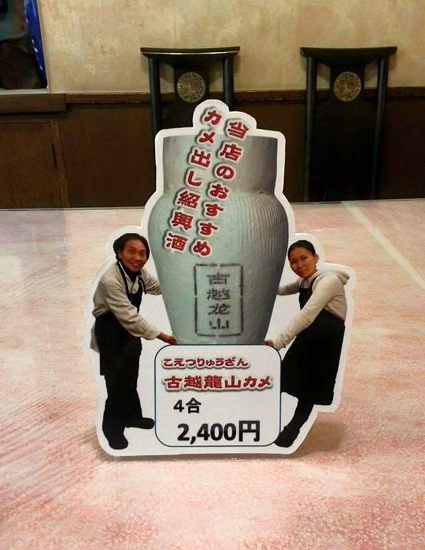 当店のおすすめ
カメ出し紹興酒
古越龙山
こえつりゅうざん
古越龍山カメ
4合
2,400円